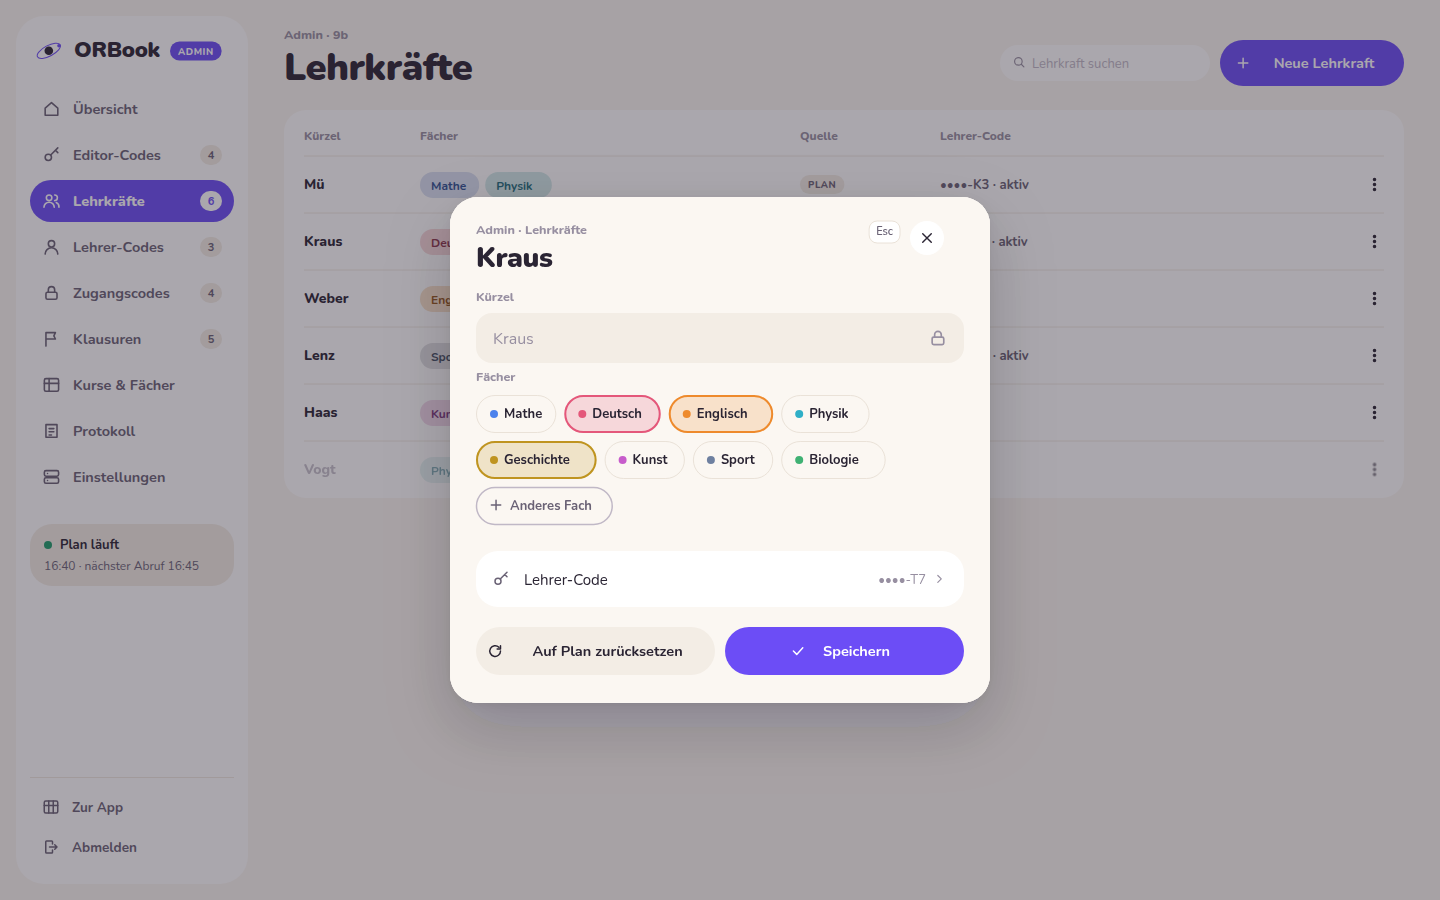 ORBook ADMIN
Übersicht
Editor-Codes 4
Lehrkräfte 6
Lehrer-Codes 3
Zugangscodes 4
Klausuren 5
Kurse & Fächer
Protokoll
Einstellungen
Plan läuft
16:40 · nächster Abruf 16:45
Zur App
Abmelden
Admin · 9b
Lehrkräfte
Lehrkraft suchen
Neue Lehrkraft
Kürzel Fächer Quelle Lehrer-Code
Mü Mathe Physik PLAN ••••-K3 · aktiv
Kraus · aktiv
Weber
Lenz · aktiv
Haas
Vogt
Admin · Lehrkräfte
Esc
Kraus
Kürzel
Kraus
Fächer
Mathe Deutsch Englisch Physik
Geschichte Kunst Sport Biologie
Anderes Fach
Lehrer-Code ••••-T7
Auf Plan zurücksetzen Speichern